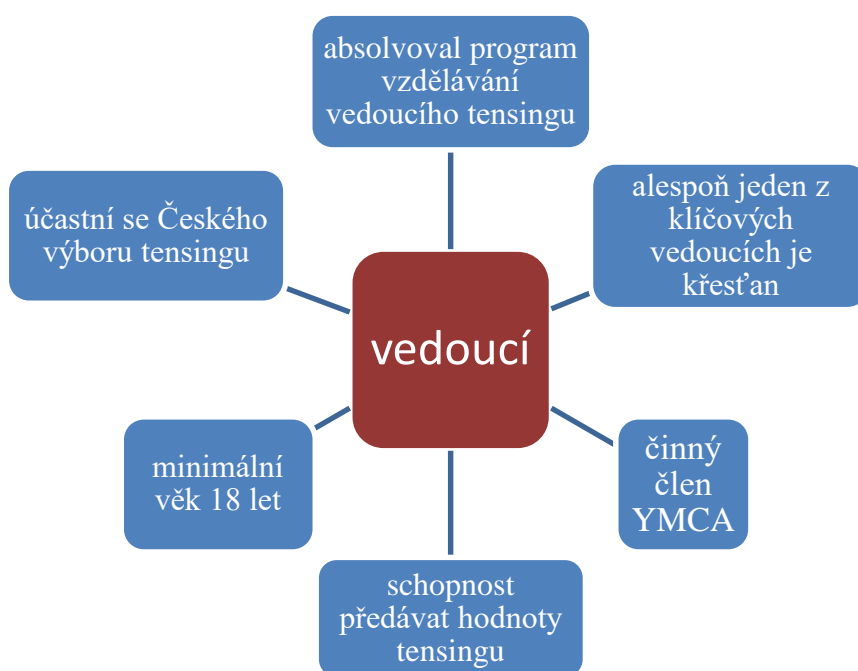 absolvoval program
vzdělávání
vedoucího tensingu
alespoň jeden z
klíčových
vedoucích je
křesťan
účastní se Českého
výboru tensingu
vedoucí
minimální
věk 18 let
činný
člen
YMCA
schopnost
předávat hodnoty
tensingu